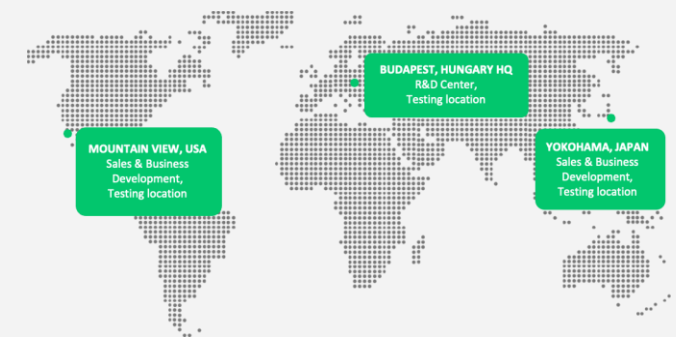 BUDAPEST, HUNGARY HQ
R&D Center,
Testing location
MOUNTAIN VIEW, USA
Sales & Business
Development,
Testing location
YOKOHAMA, JAPAN
Sales & Business
Development,
Testing location